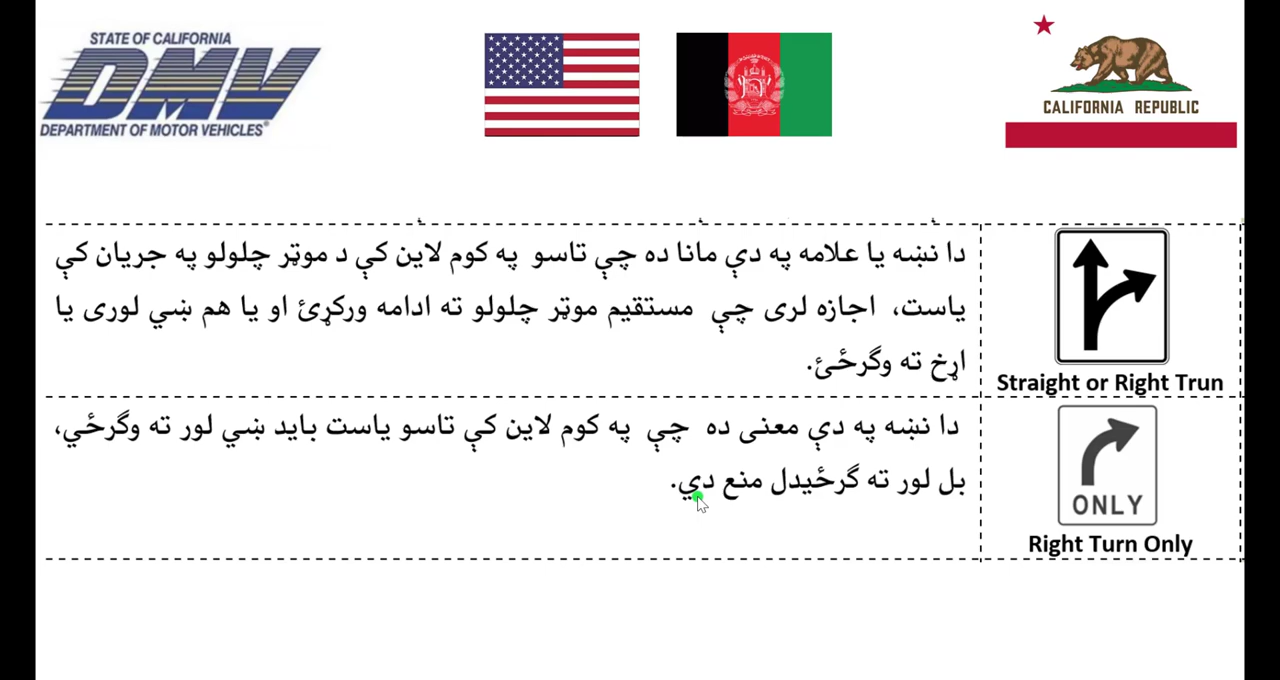 STATE OF CALIFORNIA
DMV
DEPARTMENT OF MOTOR VEHICLES®
CALIFORNIA REPUBLIC
دا نښه یا علامه په دې مانا ده چې تاسو په کوم لاین کې د موټر چلولو په جریان کې
یاست، اجازه لری چې مستقیم موټر چلولو ته ادامه ورکړئ او یا هم ښي لوری یا
اړخ ته وگرځئ.
Straight or Right Trun
دا نښه په دې معنی ده چې په کوم لاین کې تاسو یاست باید ښي لور ته وگرځي،
بل لور ته گرځیدل منع دي.
ONLY
Right Turn Only